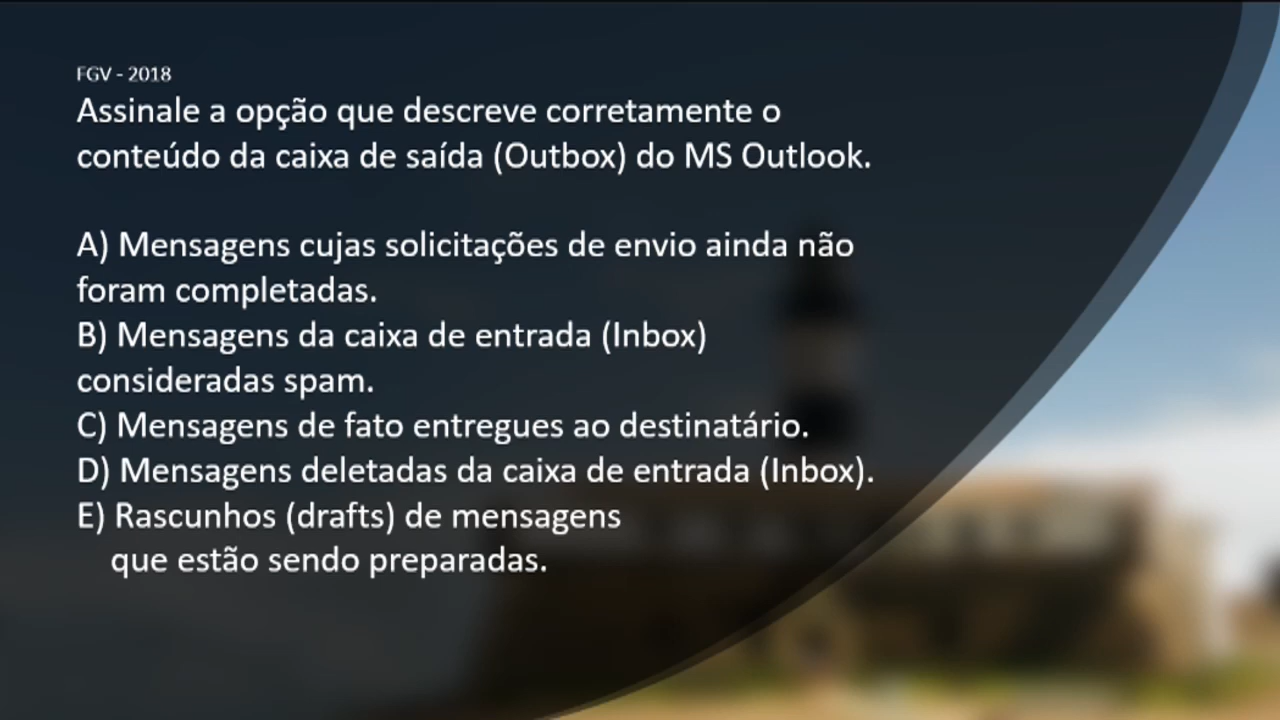 FGV - 2018
Assinale a opção que descreve corretamente o
conteúdo da caixa de saída (Outbox) do MS Outlook.
A) Mensagens cujas solicitações de envio ainda não
foram completadas.
B) Mensagens da caixa de entrada (Inbox)
consideradas spam.
C) Mensagens de fato entregues ao destinatário.
D) Mensagens deletadas da caixa de entrada (Inbox).
E) Rascunhos (drafts) de mensagens
que estão sendo preparadas.